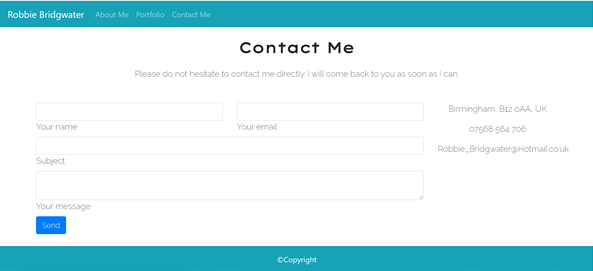 Robbie Bridgwater About Me Portfolio Contact Me
Contact Me
Please do not hesitate to contact me directly. I will come back to you as soon as I can.
Your name Your email
Subject
Your message
Send
Birmingham, B12 0AA, UK
07568 564 706
Robbie_Bridgwater@Hotmail.co.uk
©Copyright